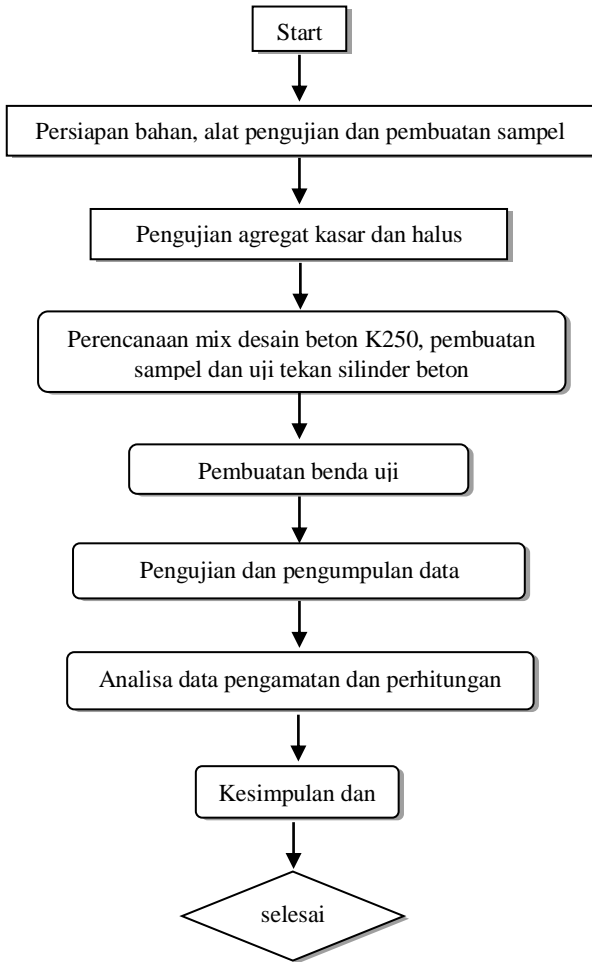 Start
Persiapan bahan, alat pengujian dan pembuatan sampel
Pengujian agregat kasar dan halus
Perencanaan mix desain beton K250, pembuatan
sampel dan uji tekan silinder beton
Pembuatan benda uji
Pengujian dan pengumpulan data
Analisa data pengamatan dan perhitungan
Kesimpulan dan
selesai